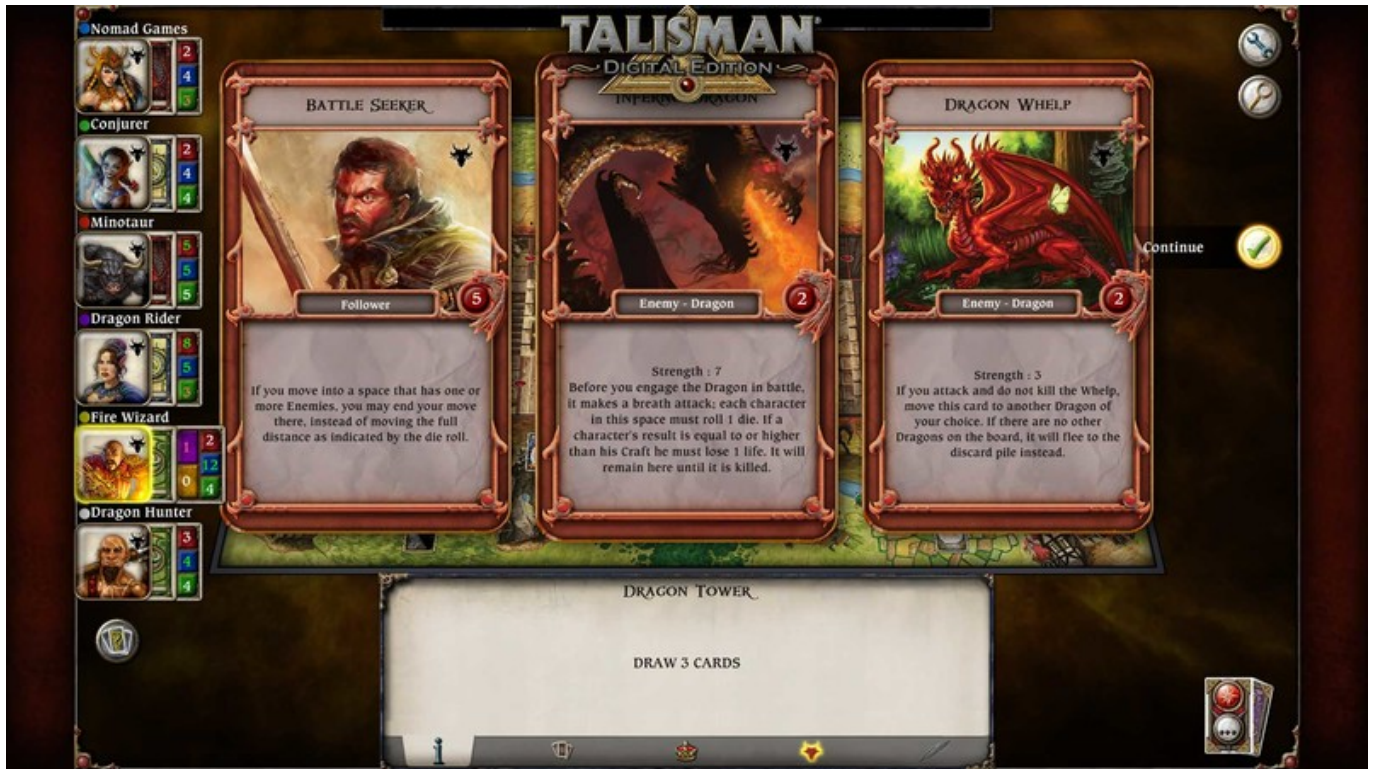 Nomad Games
2
4
3
Conjurer
2
4
4
Minotaur
5
5
5
Dragon Rider
8
5
3
Fire Wizard
1
2
12
0
4
Dragon Hunter
3
4
4
TALISMAN
DIGITAL EDITION
BATTLE SEEKER
Follower
5
If you move into a space that has one or
more Enemies, you may end your move
there, instead of moving the full
distance as indicated by the die roll.
DRAGON
Enemy - Dragon
2
Strength : 7
Before you engage the Dragon in battle,
it makes a breath attack; each character
in this space must roll 1 die. If a
character's result is equal to or higher
than his Craft he must lose 1 life. It will
remain here until it is killed.
DRAGON WHELP
Enemy - Dragon
2
Strength : 3
If you attack and do not kill the Whelp,
move this card to another Dragon of
your choice. If there are no other
Dragons on the board, it will flee to the
discard pile instead.
Continue
DRAGON TOWER
DRAW 3 CARDS